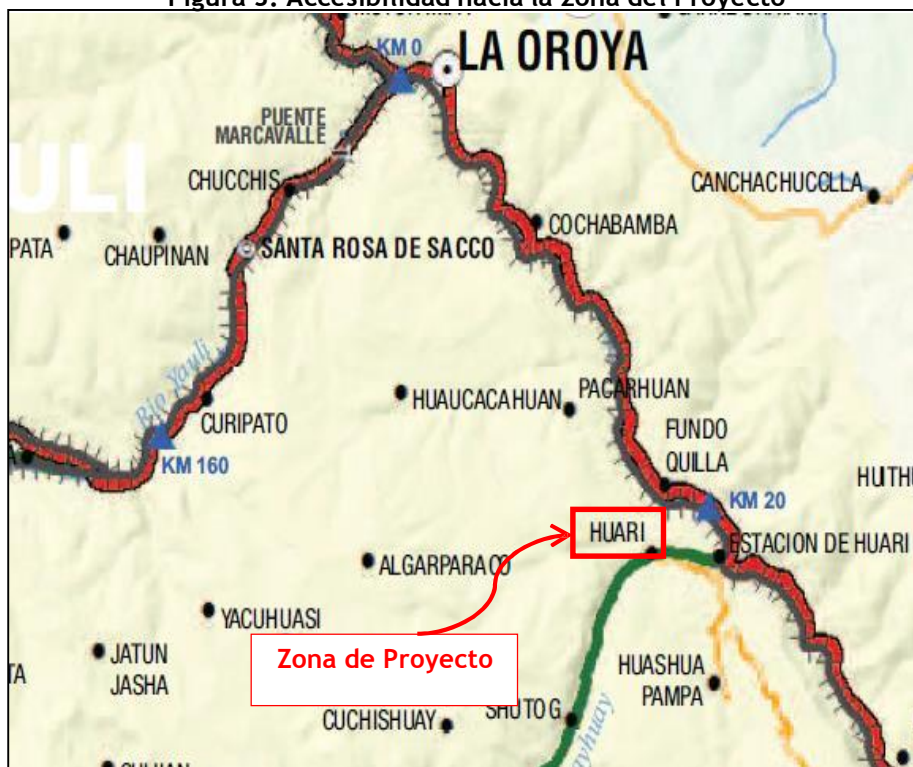 KM 0
LA OROYA
PUENTE
MARCAVALLE
CHUCCHIS
CANCHACHUCCLLA
PATA
CHAUPINAN
SANTA ROSA DE SACCO
COCHABAMBA
Rio Yauli
CURIPATO
KM 160
HUAUCACAHUAN
PACARHUAN
FUNDO
QUILLA
KM 20
HUARI
ESTACION DE HUARI
ALGARPARACO
YACUHUASI
Zona de Proyecto
JATUN
JASHA
HUASHUA
PAMPA
CUCHISHUAY
SHUTOG